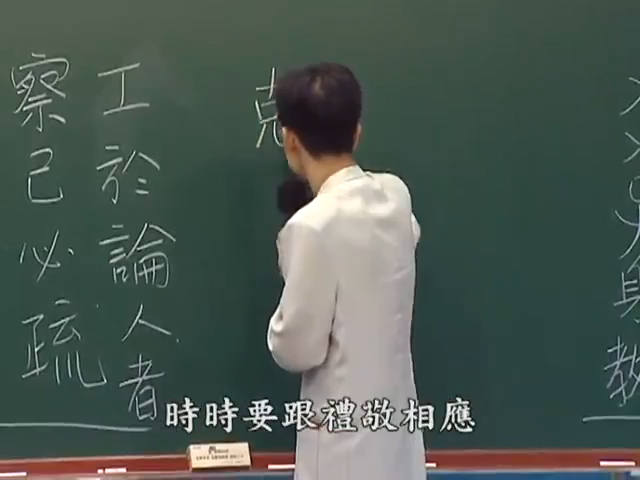 身教
克
工於論人者
察己必疏
時時要跟禮敬相應